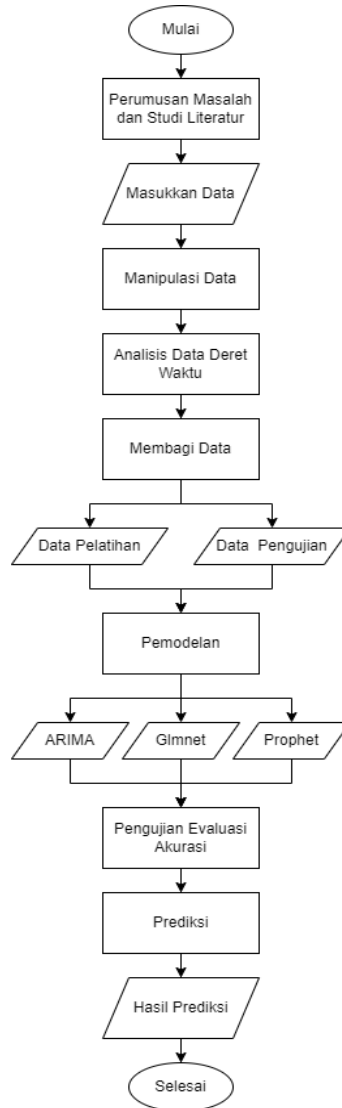 Mulai
Perumusan Masalah
dan Studi Literatur
Masukkan Data
Manipulasi Data
Analisis Data Deret
Waktu
Membagi Data
Data Pelatihan
Data Pengujian
Pemodelan
ARIMA
Glmnet
Prophet
Pengujian Evaluasi
Akurasi
Prediksi
Hasil Prediksi
Selesai